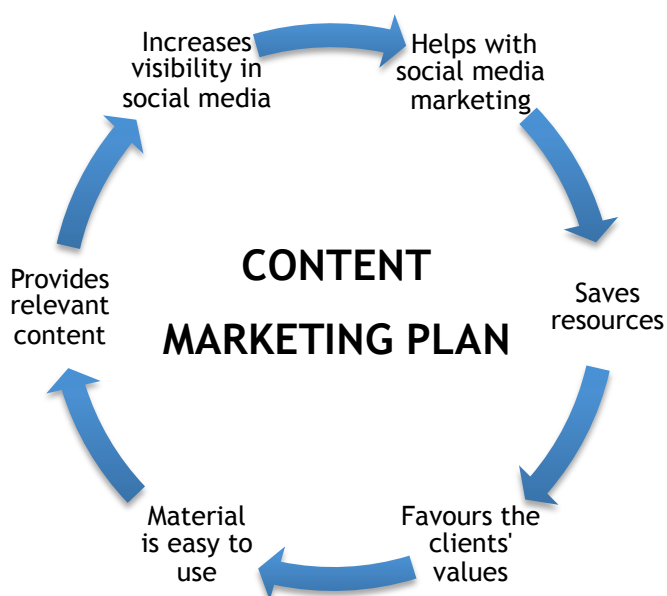 Increases
visibility in
social media
Helps with
social media
marketing
Saves
resources
Favours the
clients'
values
Material
is easy to
use
Provides
relevant
content
CONTENT
MARKETING PLAN